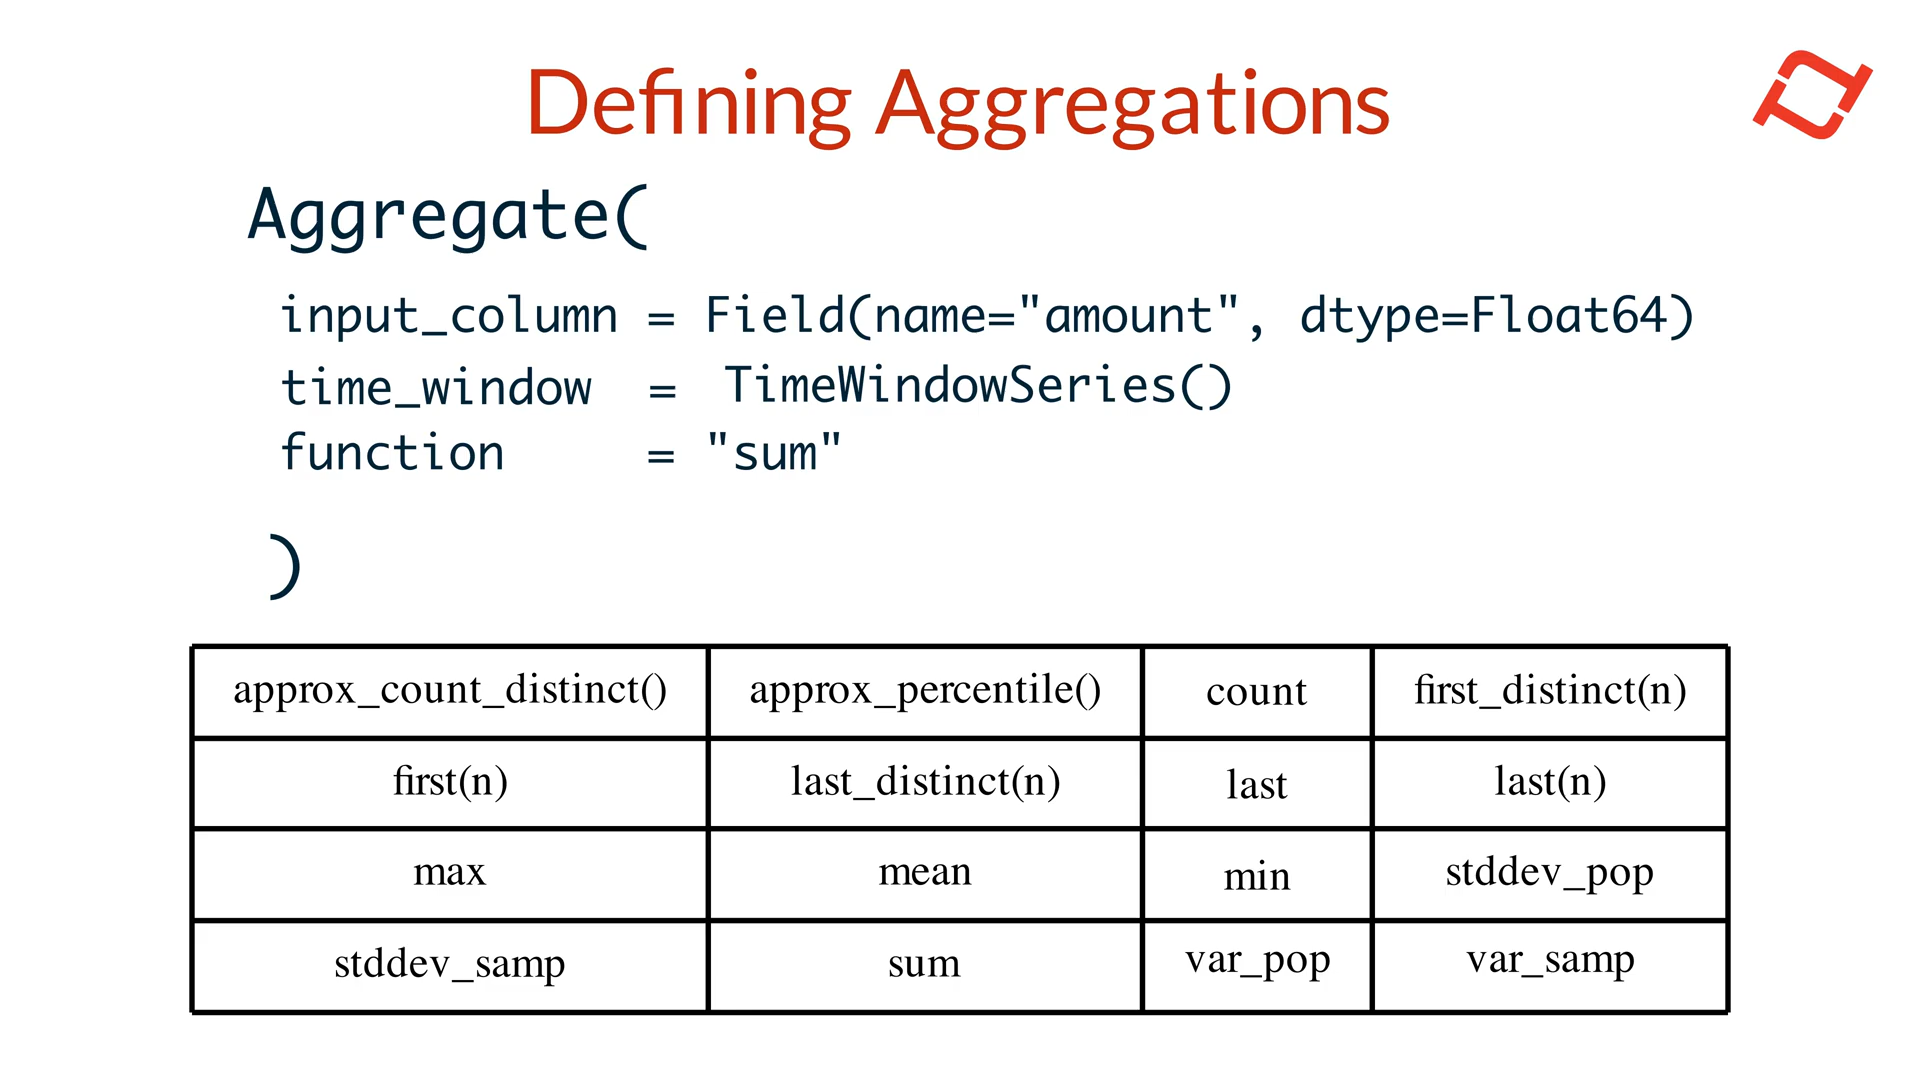 Defining Aggregations
Aggregate(
input_column = Field(name="amount", dtype=Float64)
time_window = TimeWindowSeries()
function = "sum"
)
approx_count_distinct() approx_percentile() count first_distinct(n)
first(n) last_distinct(n) last last(n)
max mean min stddev_pop
stddev_samp sum var_pop var_samp